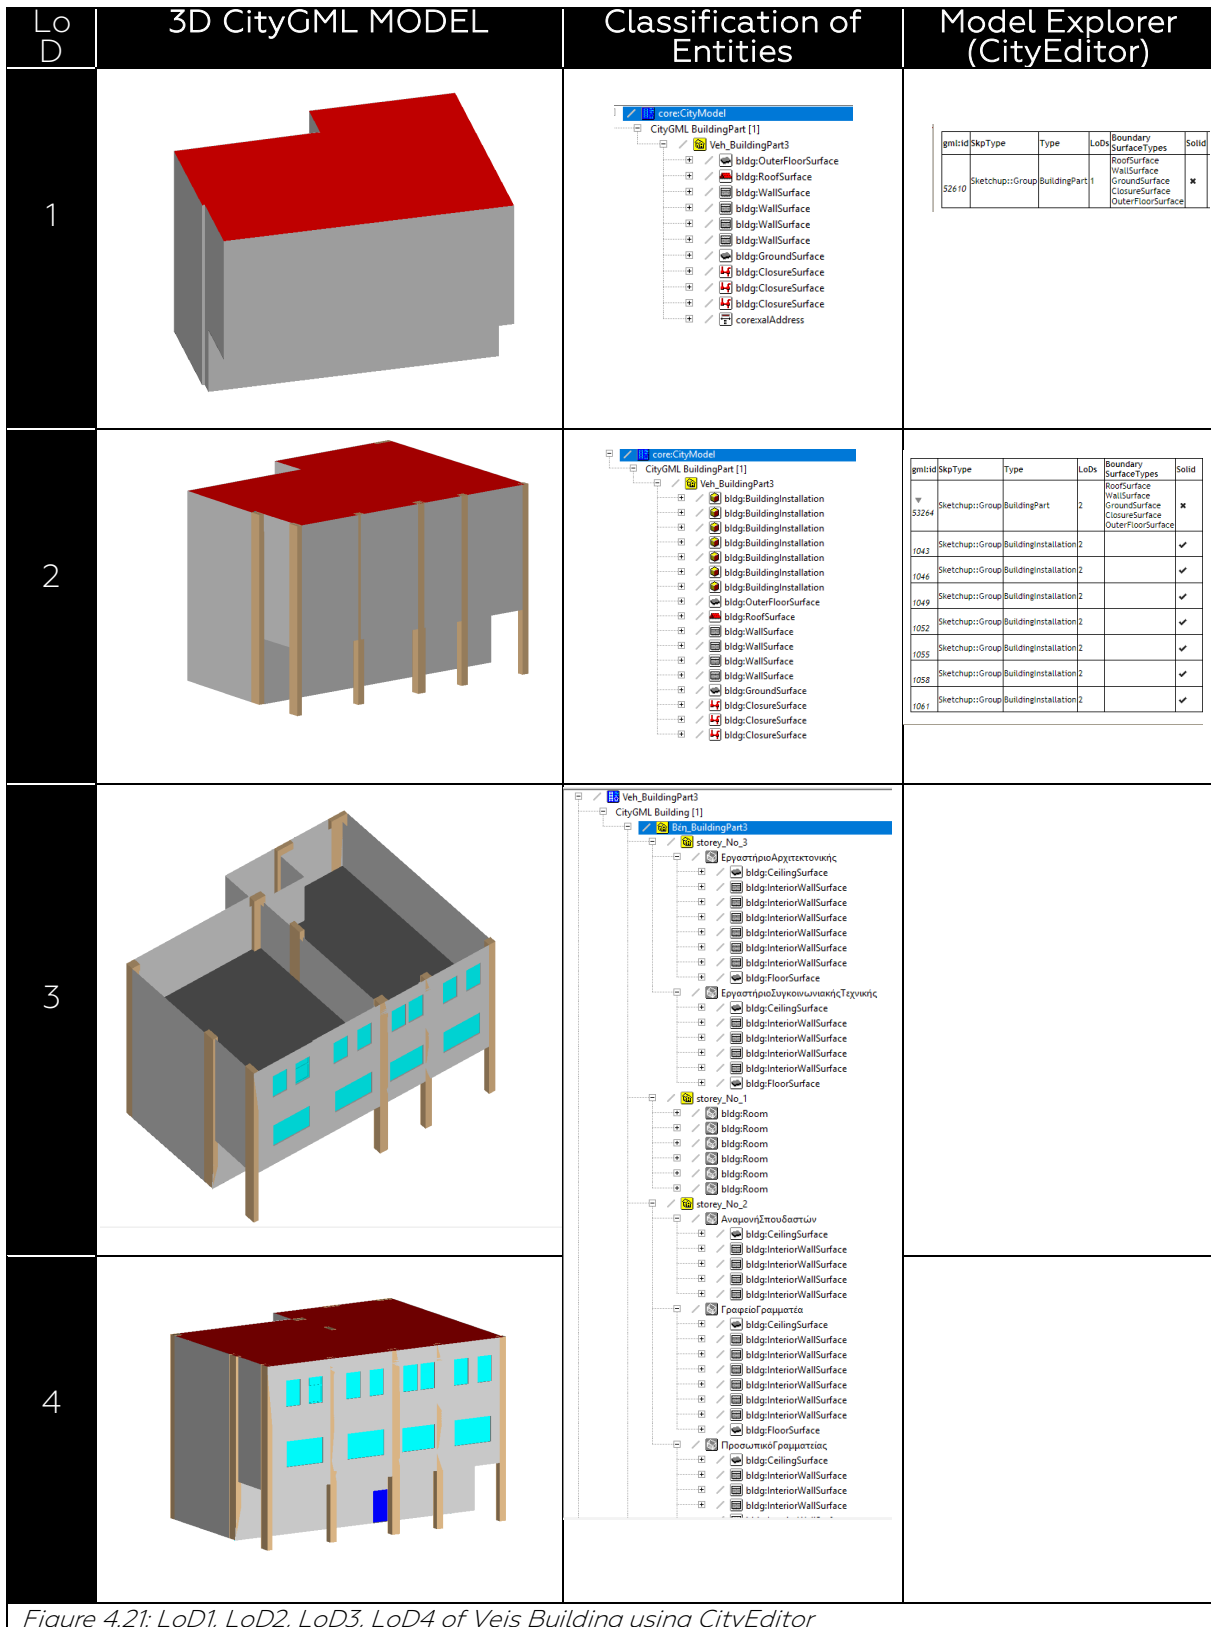 Lo
D
3D CityGML MODEL
Classification of
Entities
Model Explorer
(CityEditor)
1
core:CityModel
CityGML BuildingPart [1]
Veh_BuildingPart3
bldg:OuterFloorSurface
bldg:RoofSurface
bldg:WallSurface
bldg:WallSurface
bldg:WallSurface
bldg:WallSurface
bldg:GroundSurface
bldg:ClosureSurface
bldg:ClosureSurface
bldg:ClosureSurface
core:xalAddress
gml:id SkpType Type LoDs Boundary SurfaceTypes Solid
52610 Sketchup::Group BuildingPart 1
RoofSurface
WallSurface
GroundSurface
ClosureSurface
OuterFloorSurface
2
core:CityModel
CityGML BuildingPart [1]
Veh_BuildingPart3
bldg:BuildingInstallation
bldg:BuildingInstallation
bldg:BuildingInstallation
bldg:BuildingInstallation
bldg:BuildingInstallation
bldg:BuildingInstallation
bldg:BuildingInstallation
bldg:OuterFloorSurface
bldg:RoofSurface
bldg:WallSurface
bldg:WallSurface
bldg:WallSurface
bldg:WallSurface
bldg:GroundSurface
bldg:ClosureSurface
bldg:ClosureSurface
bldg:ClosureSurface
gml:id SkpType Type LoDs Boundary SurfaceTypes Solid
53264 Sketchup::Group BuildingPart 2
RoofSurface
WallSurface
GroundSurface
ClosureSurface
OuterFloorSurface
1043 Sketchup::Group BuildingInstallation 2
1046 Sketchup::Group BuildingInstallation 2
1049 Sketchup::Group BuildingInstallation 2
1052 Sketchup::Group BuildingInstallation 2
1055 Sketchup::Group BuildingInstallation 2
1058 Sketchup::Group BuildingInstallation 2
1061 Sketchup::Group BuildingInstallation 2
3
Veh_BuildingPart3
CityGML Building [1]
Βέη_BuildingPart3
storey_No_3
ΕργαστήριοΑρχιτεκτονικής
bldg:CeilingSurface
bldg:InteriorWallSurface
bldg:InteriorWallSurface
bldg:InteriorWallSurface
bldg:InteriorWallSurface
bldg:InteriorWallSurface
bldg:InteriorWallSurface
bldg:FloorSurface
ΕργαστήριοΣυγκοινωνιακήςΤεχνικής
bldg:CeilingSurface
bldg:InteriorWallSurface
bldg:InteriorWallSurface
bldg:InteriorWallSurface
bldg:InteriorWallSurface
bldg:FloorSurface
storey_No_1
bldg:Room
bldg:Room
bldg:Room
bldg:Room
bldg:Room
bldg:Room
storey_No_2
ΑναμονήΣπουδαστών
bldg:CeilingSurface
bldg:InteriorWallSurface
bldg:InteriorWallSurface
bldg:InteriorWallSurface
bldg:InteriorWallSurface
ΓραφείοΓραμματέα
bldg:CeilingSurface
bldg:InteriorWallSurface
bldg:InteriorWallSurface
bldg:InteriorWallSurface
bldg:InteriorWallSurface
bldg:InteriorWallSurface
bldg:InteriorWallSurface
bldg:FloorSurface
ΠροσωπικόΓραμματείας
bldg:CeilingSurface
bldg:InteriorWallSurface
bldg:InteriorWallSurface
bldg:InteriorWallSurface
4
Figure 4.21: LoD1, LoD2, LoD3, LoD4 of Veis Building using CityEditor